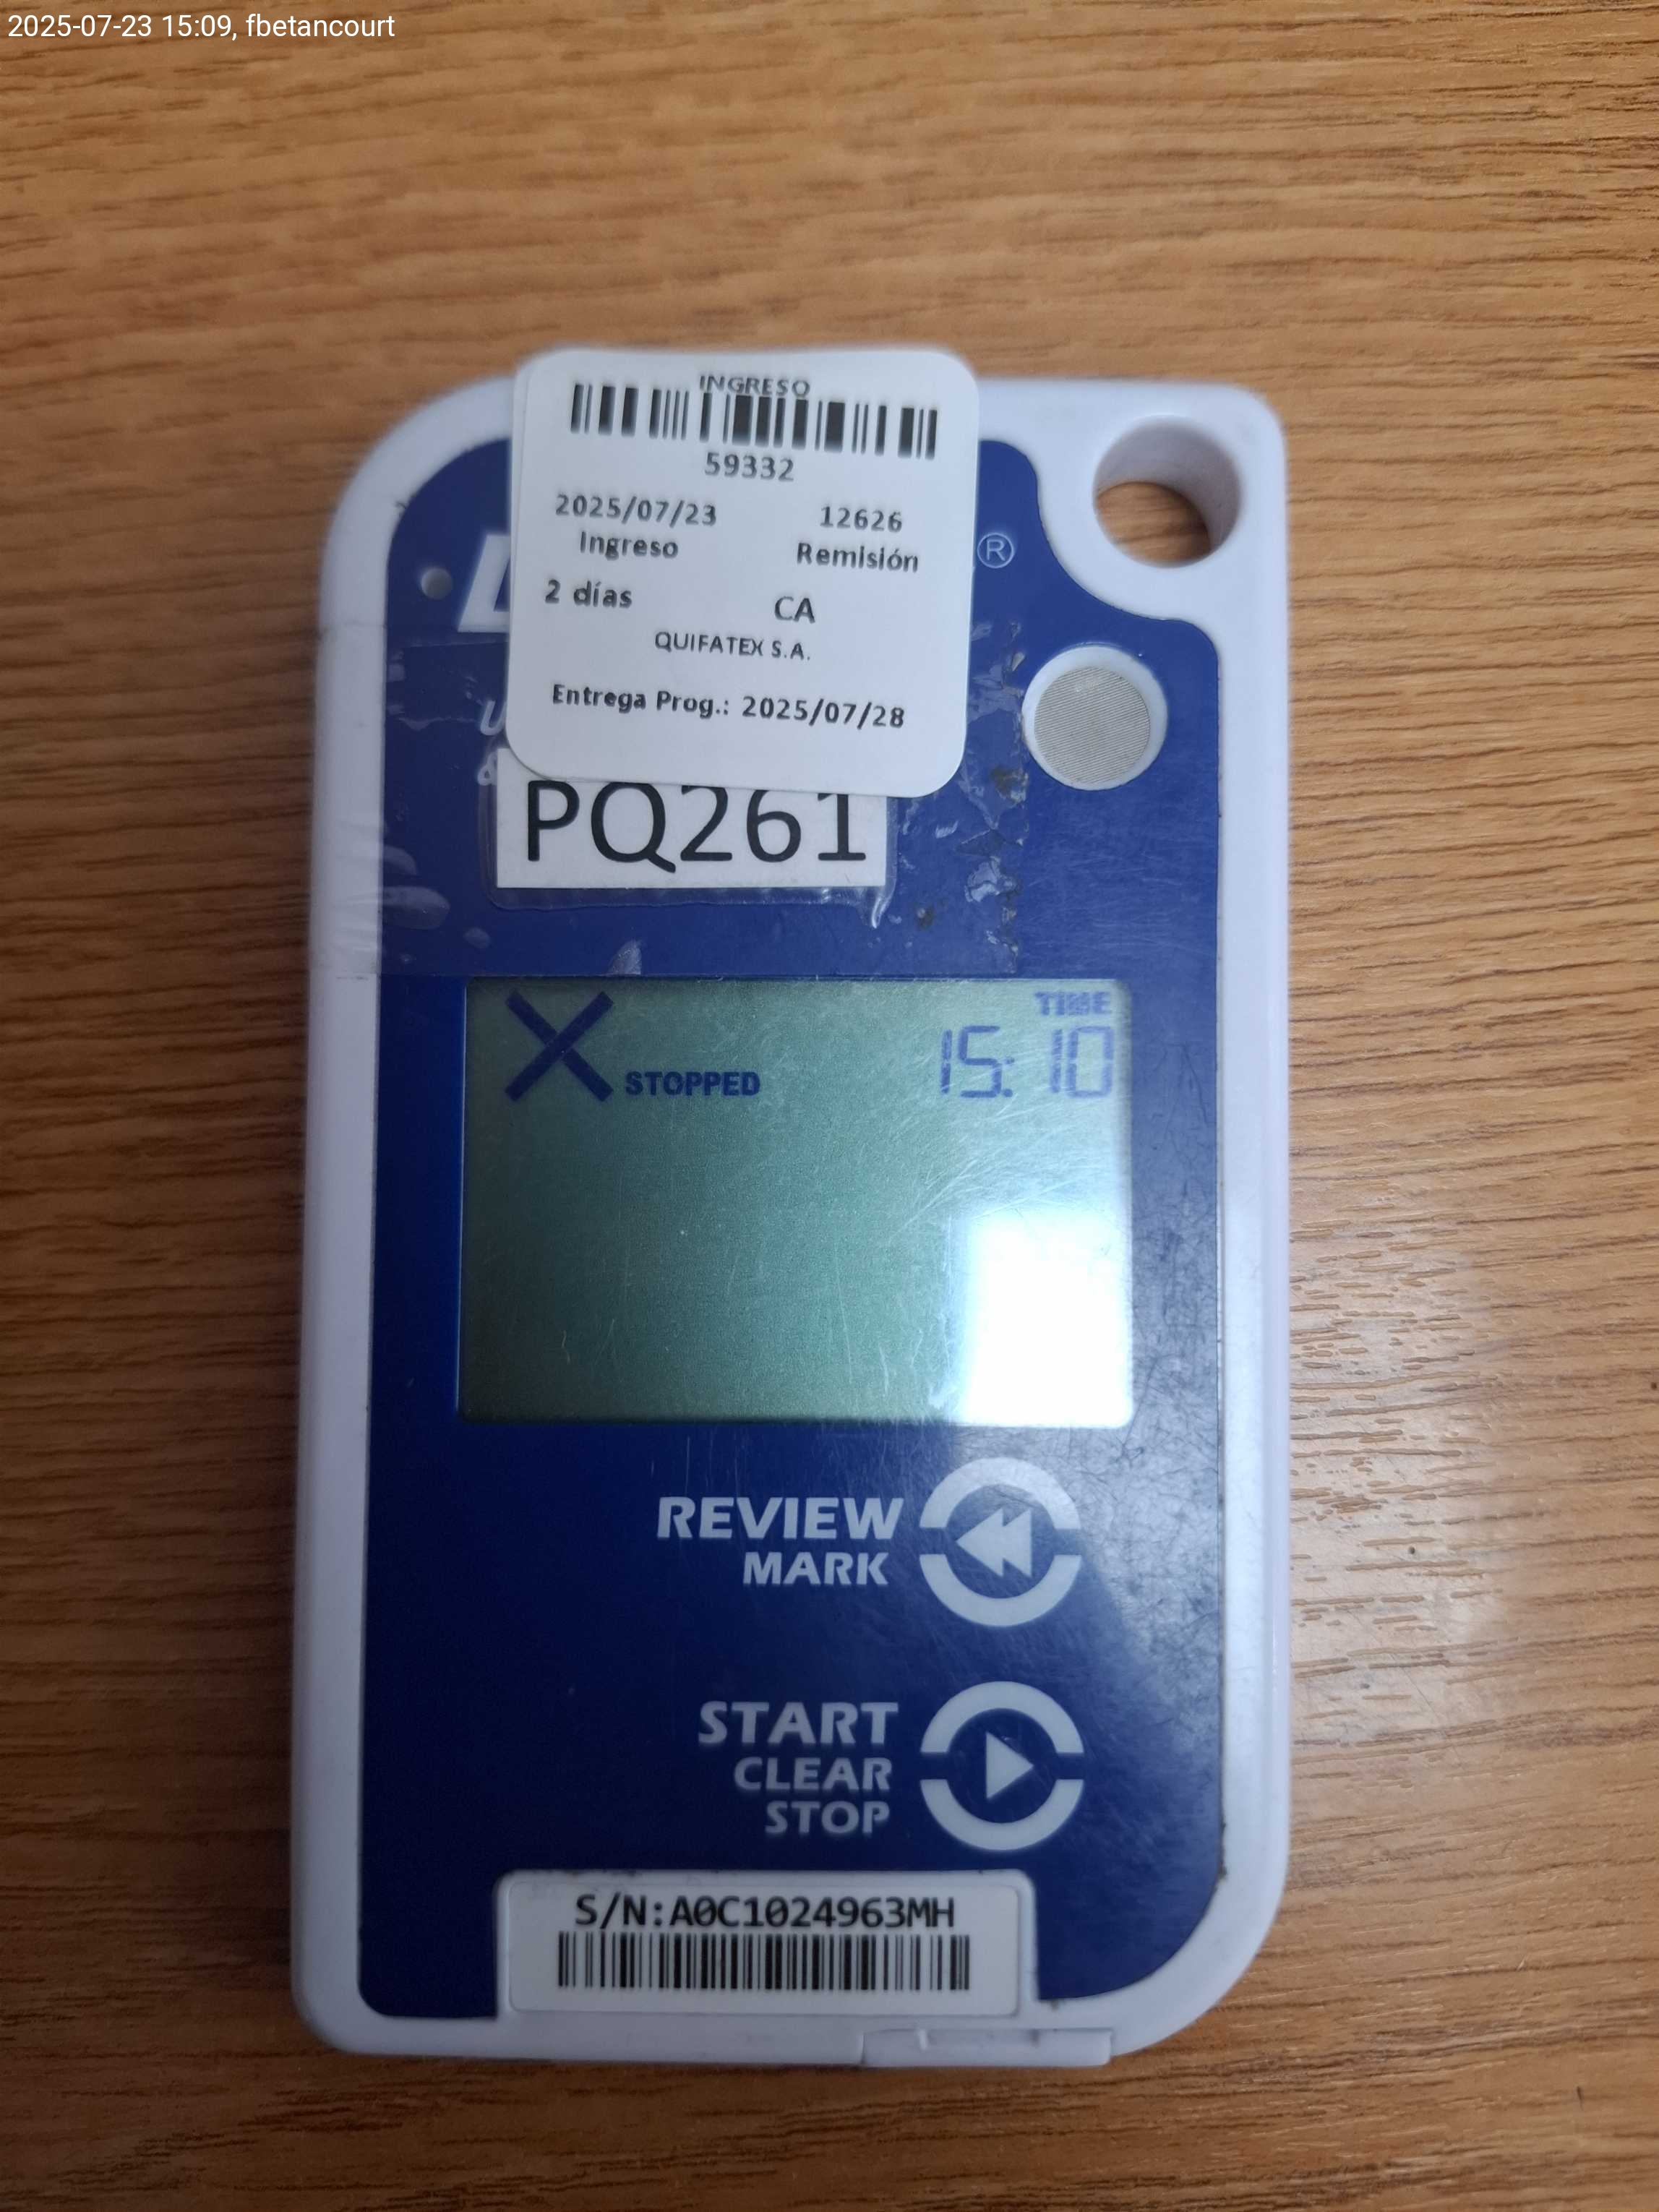 2025-07-23 15:09, fbetancourt
INGRESO
59332
2025/07/23 12626
Ingreso Remisión
2 días CA
QUIFATEX S.A.
Entrega Prog.: 2025/07/28
®
PQ261
TIME
15:10
STOPPED
REVIEW
MARK
START
CLEAR
STOP
S/N:A0C1024963MH